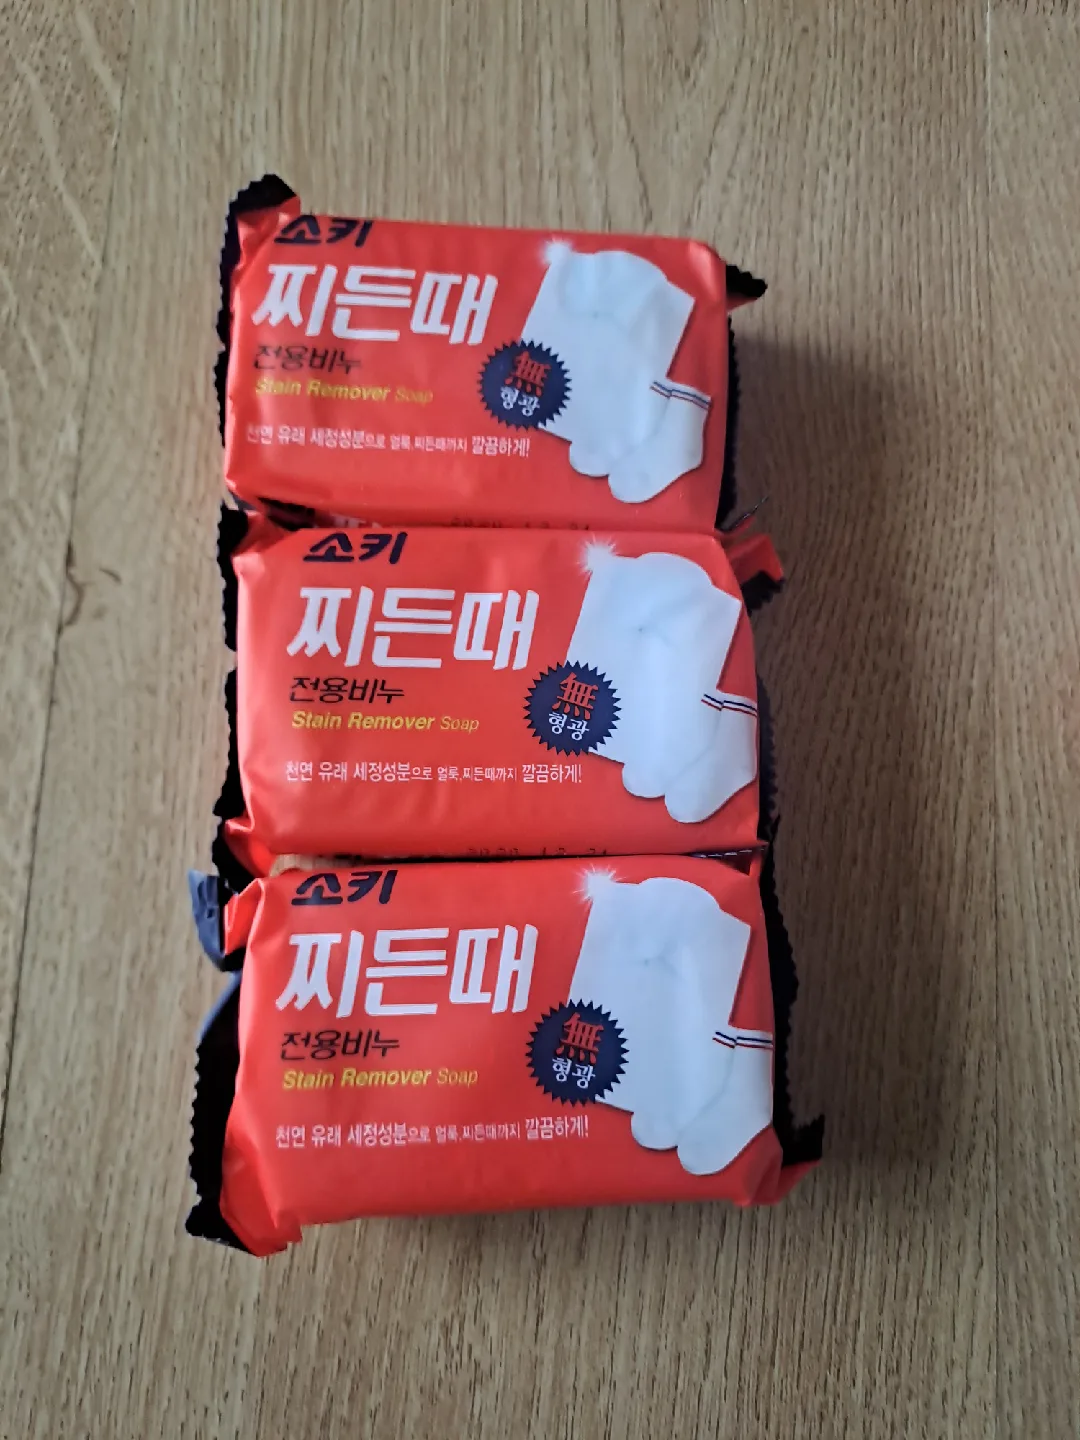 소키
찌든때
전용비누
Stain Remover Soap
無
형광
천연 유래 세정성분으로 얼룩,찌든때까지 깔끔하게!
소키
찌든때
전용비누
Stain Remover Soap
無
형광
천연 유래 세정성분으로 얼룩,찌든때까지 깔끔하게!
소키
찌든때
전용비누
Stain Remover Soap
無
형광
천연 유래 세정성분으로 얼룩,찌든때까지 깔끔하게!